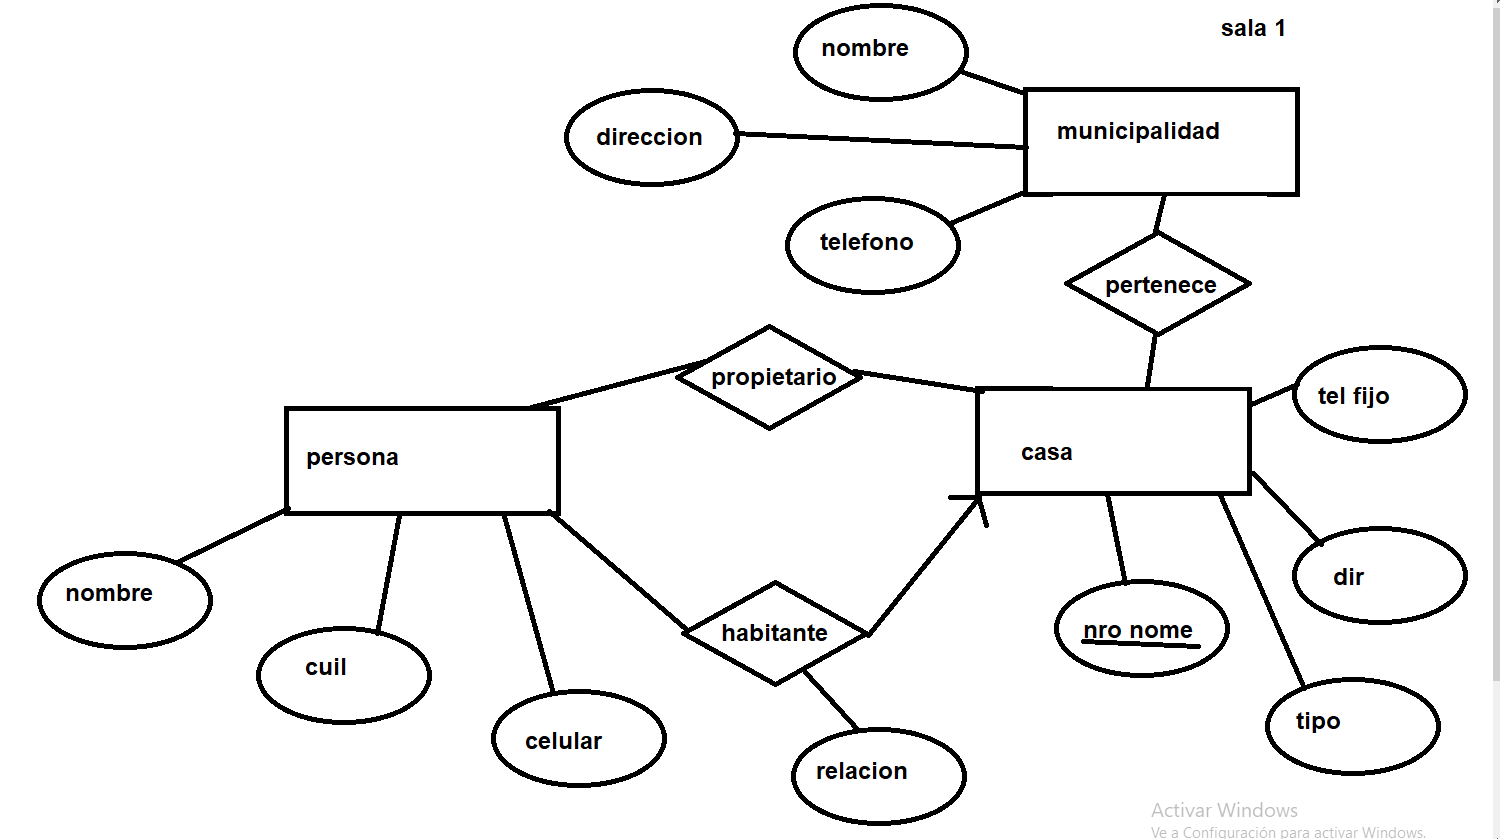 sala 1
nombre
municipalidad
direccion
telefono
pertenece
propietario
tel fijo
persona
casa
nombre
habitante
nro nome
dir
cuil
celular
relacion
tipo
Activar Windows
Ve a Configuración para activar Windows.